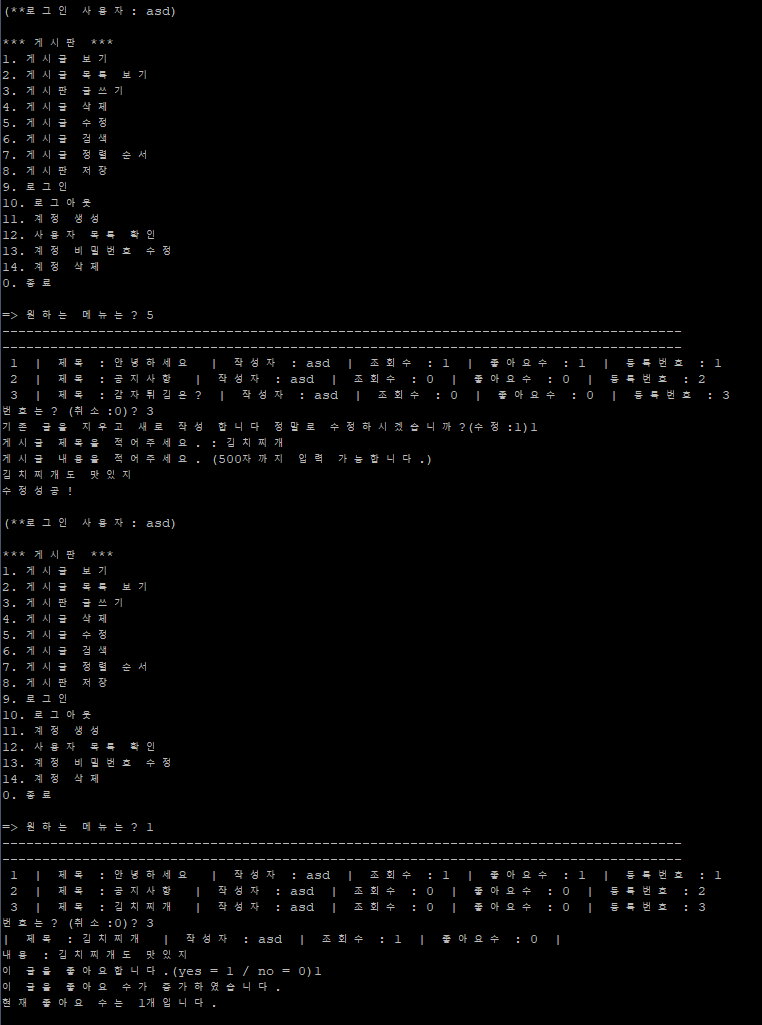 (**로그인 사용자 : asd)
*** 게시판 ***
1. 게시글 보기
2. 게시글 목록 보기
3. 게시판 글쓰기
4. 게시글 삭제
5. 게시글 수정
6. 게시글 검색
7. 게시글 정렬 순서
8. 게시판 저장
9. 로그인
10. 로그아웃
11. 계정 생성
12. 사용자 목록 확인
13. 계정 비밀번호 수정
14. 계정 삭제
0. 종료
=> 원하는 메뉴는? 5
-------------------------------------------------------------------------------------
-------------------------------------------------------------------------------------
1 | 제목 : 안녕하세요 | 작성자 : asd | 조회수 : 1 | 좋아요수 : 1 | 등록번호 : 1
2 | 제목 : 공지사항 | 작성자 : asd | 조회수 : 0 | 좋아요수 : 0 | 등록번호 : 2
3 | 제목 : 감자튀김은? | 작성자 : asd | 조회수 : 0 | 좋아요수 : 0 | 등록번호 : 3
번호는? (취소:0)? 3
기존 글을 지우고 새로 작성 합니다 정말로 수정하시겠습니까?(수정:1)1
게시글 제목을 적어주세요. : 김치찌개
게시글 내용을 적어주세요. (500자까지 입력 가능합니다.)
김치찌개도 맛있지
수정성공!
(**로그인 사용자 : asd)
*** 게시판 ***
1. 게시글 보기
2. 게시글 목록 보기
3. 게시판 글쓰기
4. 게시글 삭제
5. 게시글 수정
6. 게시글 검색
7. 게시글 정렬 순서
8. 게시판 저장
9. 로그인
10. 로그아웃
11. 계정 생성
12. 사용자 목록 확인
13. 계정 비밀번호 수정
14. 계정 삭제
0. 종료
=> 원하는 메뉴는? 1
-------------------------------------------------------------------------------------
-------------------------------------------------------------------------------------
1 | 제목 : 안녕하세요 | 작성자 : asd | 조회수 : 1 | 좋아요수 : 1 | 등록번호 : 1
2 | 제목 : 공지사항 | 작성자 : asd | 조회수 : 0 | 좋아요수 : 0 | 등록번호 : 2
3 | 제목 : 김치찌개 | 작성자 : asd | 조회수 : 0 | 좋아요수 : 0 | 등록번호 : 3
번호는? (취소:0)? 3
| 제목 : 김치찌개 | 작성자 : asd | 조회수 : 1 | 좋아요수 : 0 |
내용 : 김치찌개도 맛있지
이 글을 좋아요합니다.(yes = 1 / no = 0)1
이 글을 좋아요 수가 증가하였습니다.
현재 좋아요 수는 1개입니다.